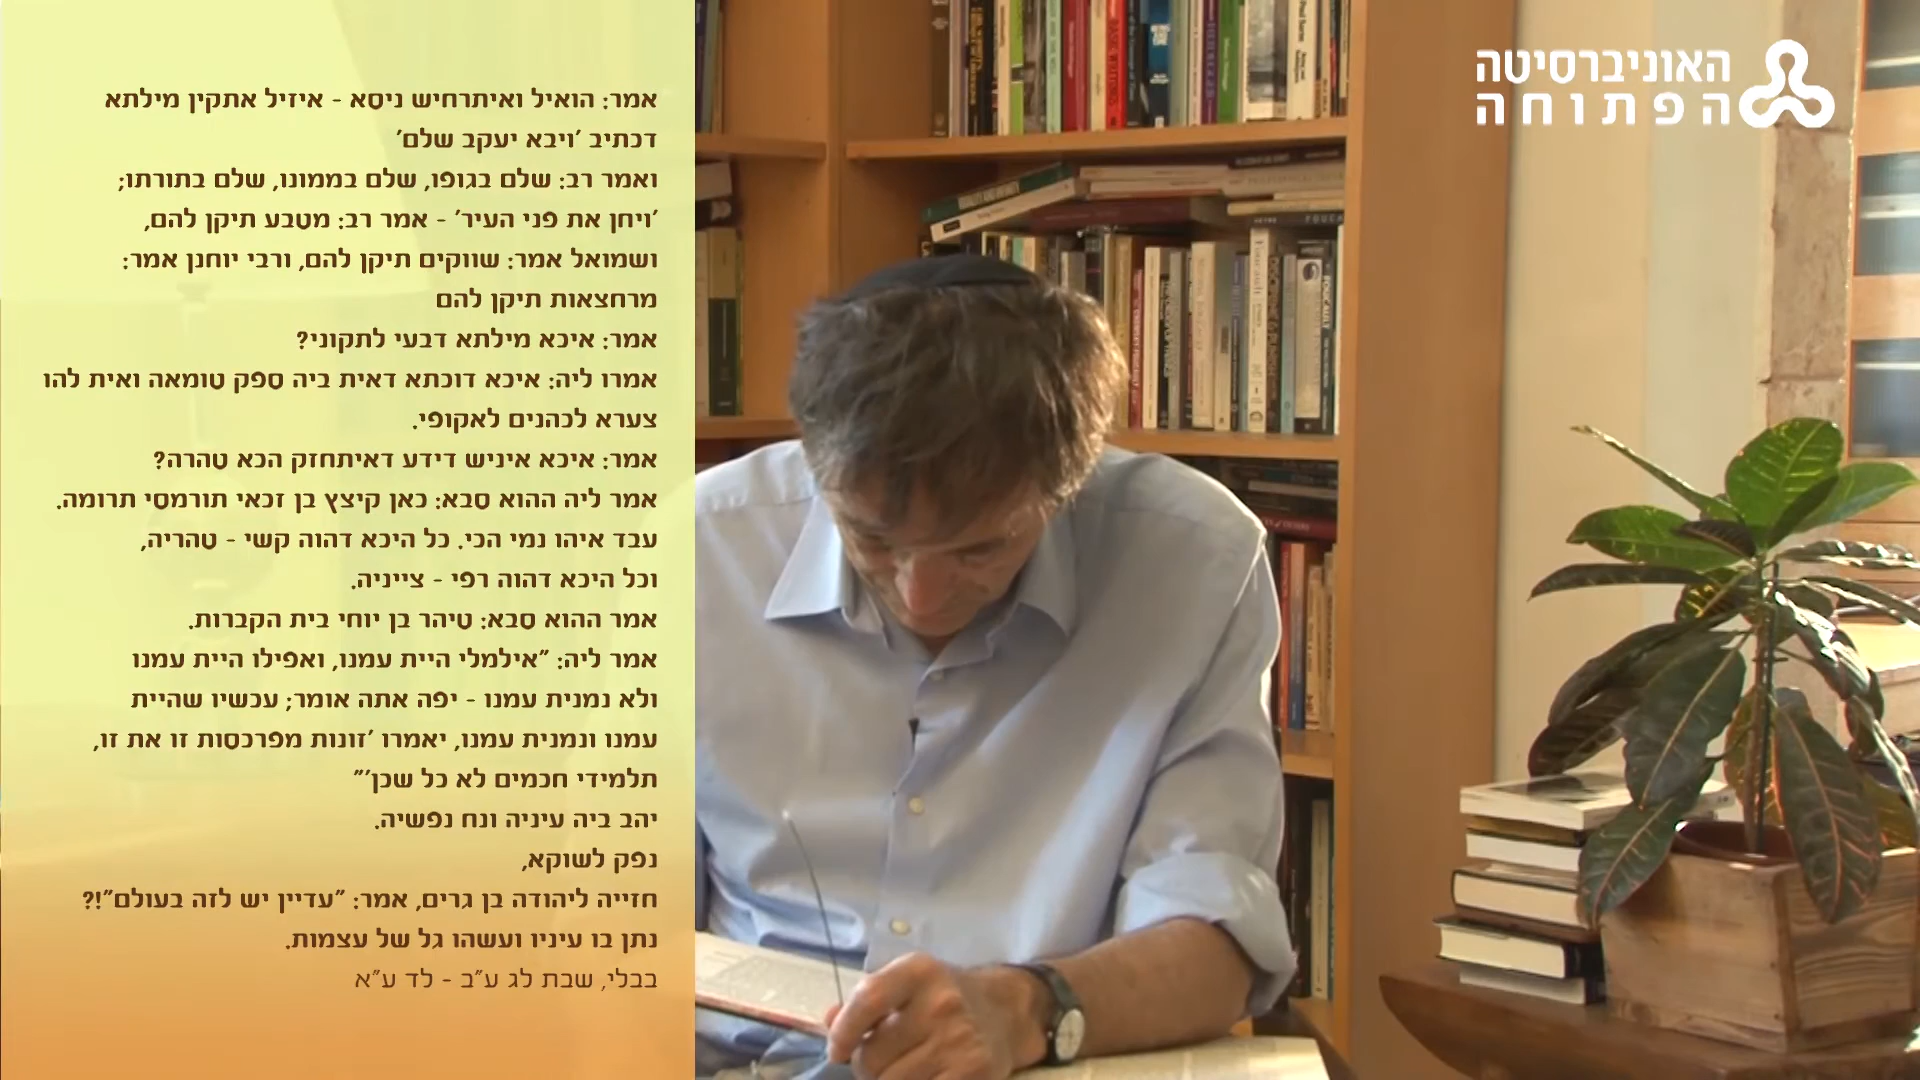 אמר: הואיל ואיתרחיש ניסא - איזיל אתקין מילתא
דכתיב 'ויבא יעקב שלם'
ואמר רב: שלם בגופו, שלם בממונו, שלם בתורתו;
'ויחן את פני העיר' - אמר רב: מטבע תיקן להם,
ושמואל אמר: שווקים תיקן להם, ורבי יוחנן אמר:
מרחצאות תיקן להם
אמר: איכא מילתא דבעי לתקוני?
אמרו ליה: איכא דוכתא דאית ביה ספק טומאה ואית להו
צערא לכהנים לאקופי.
אמר: איכא איניש דידע דאיתחזק הכא טהרה?
אמר ליה ההוא סבא: כאן קיצץ בן זכאי תורמסי תרומה.
עבד איהו נמי הכי. כל היכא דהוה קשי - טהריה,
וכל היכא דהוה רפי - צייניה.
אמר ההוא סבא: טיהר בן יוחי בית הקברות.
אמר ליה: "אילמלי היית עמנו, ואפילו היית עמנו
ולא נמנית עמנו - יפה אתה אומר; עכשיו שהיית
עמנו ונמנית עמנו, יאמרו 'זונות מפרכסות זו את זו,
תלמידי חכמים לא כל שכן'"
יהב ביה עיניה ונח נפשיה.
נפק לשוקא,
חזייה ליהודה בן גרים, אמר: "עדיין יש לזה בעולם"!?
נתן בו עיניו ועשהו גל של עצמות.
בבלי, שבת לג ע"ב - לד ע"א
האוניברסיטה
הפתוחה
FOUCAULT